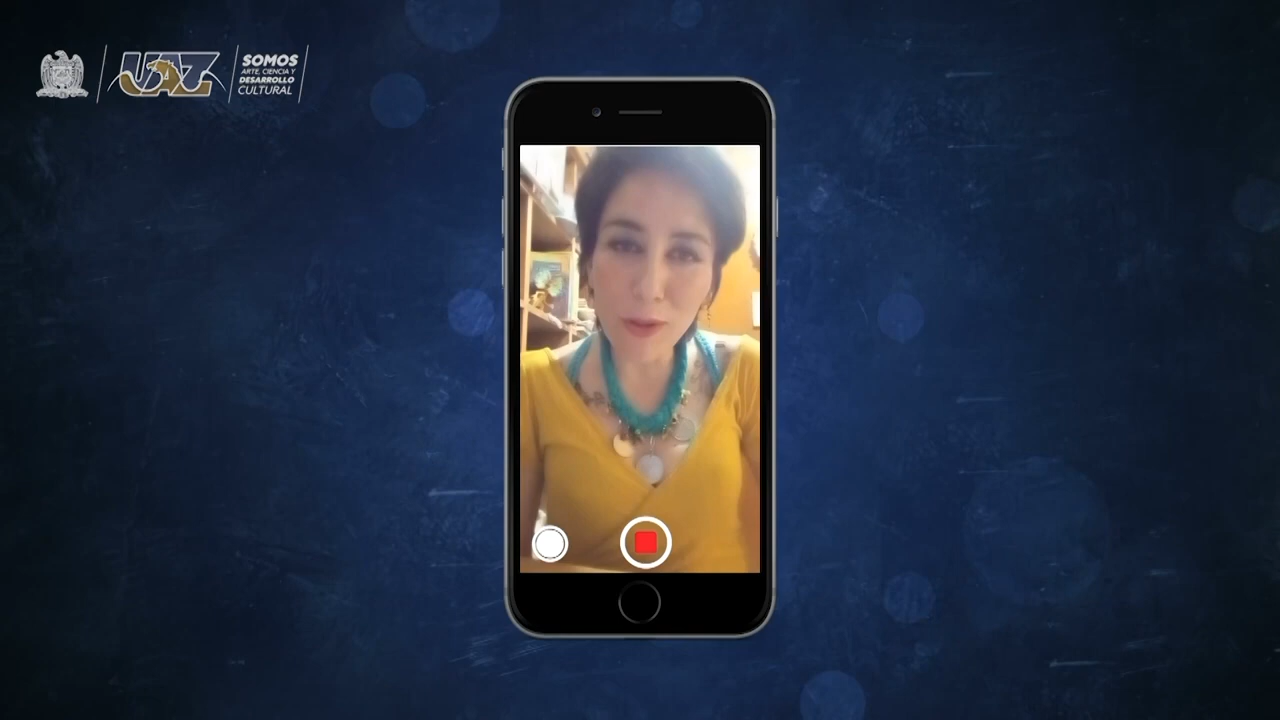 UAZ
SOMOS
ARTE, CIENCIA Y
DESARROLLO
CULTURAL